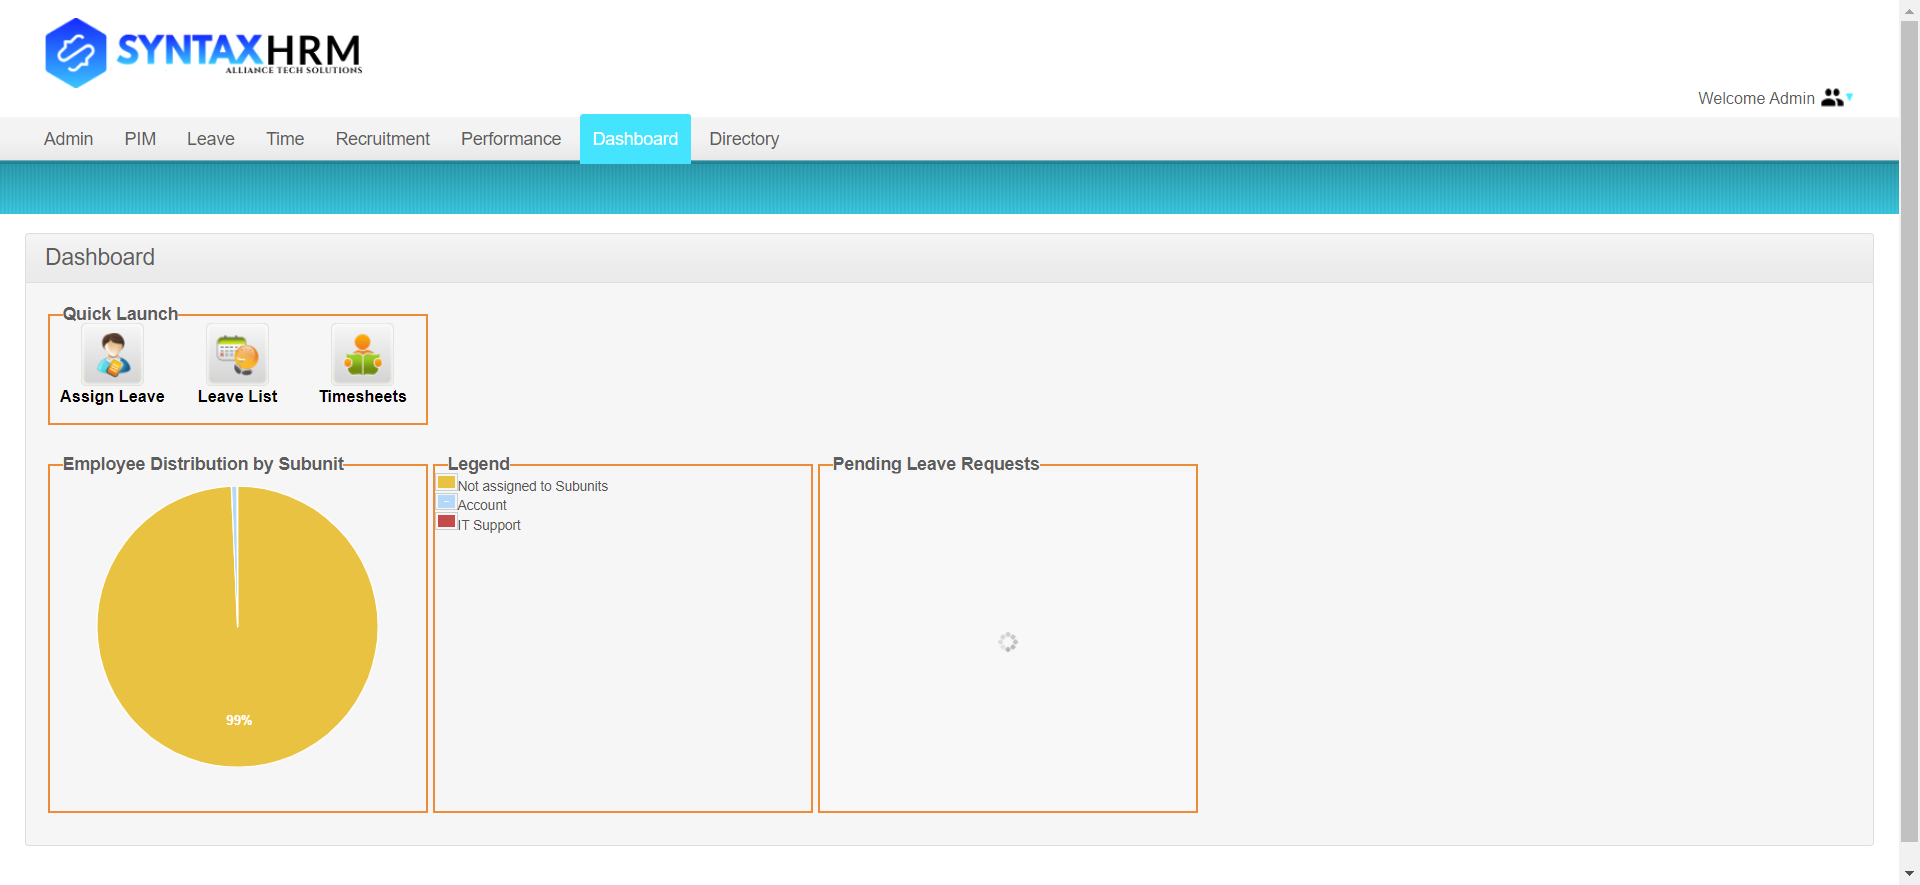 SYNTAXHRM
ALLIANCE TECH SOLUTIONS
Welcome Admin
Admin PIM Leave Time Recruitment Performance Dashboard Directory
Dashboard
Quick Launch
Assign Leave Leave List Timesheets
Employee Distribution by Subunit
99%
Legend
Not assigned to Subunits
Account
IT Support
Pending Leave Requests